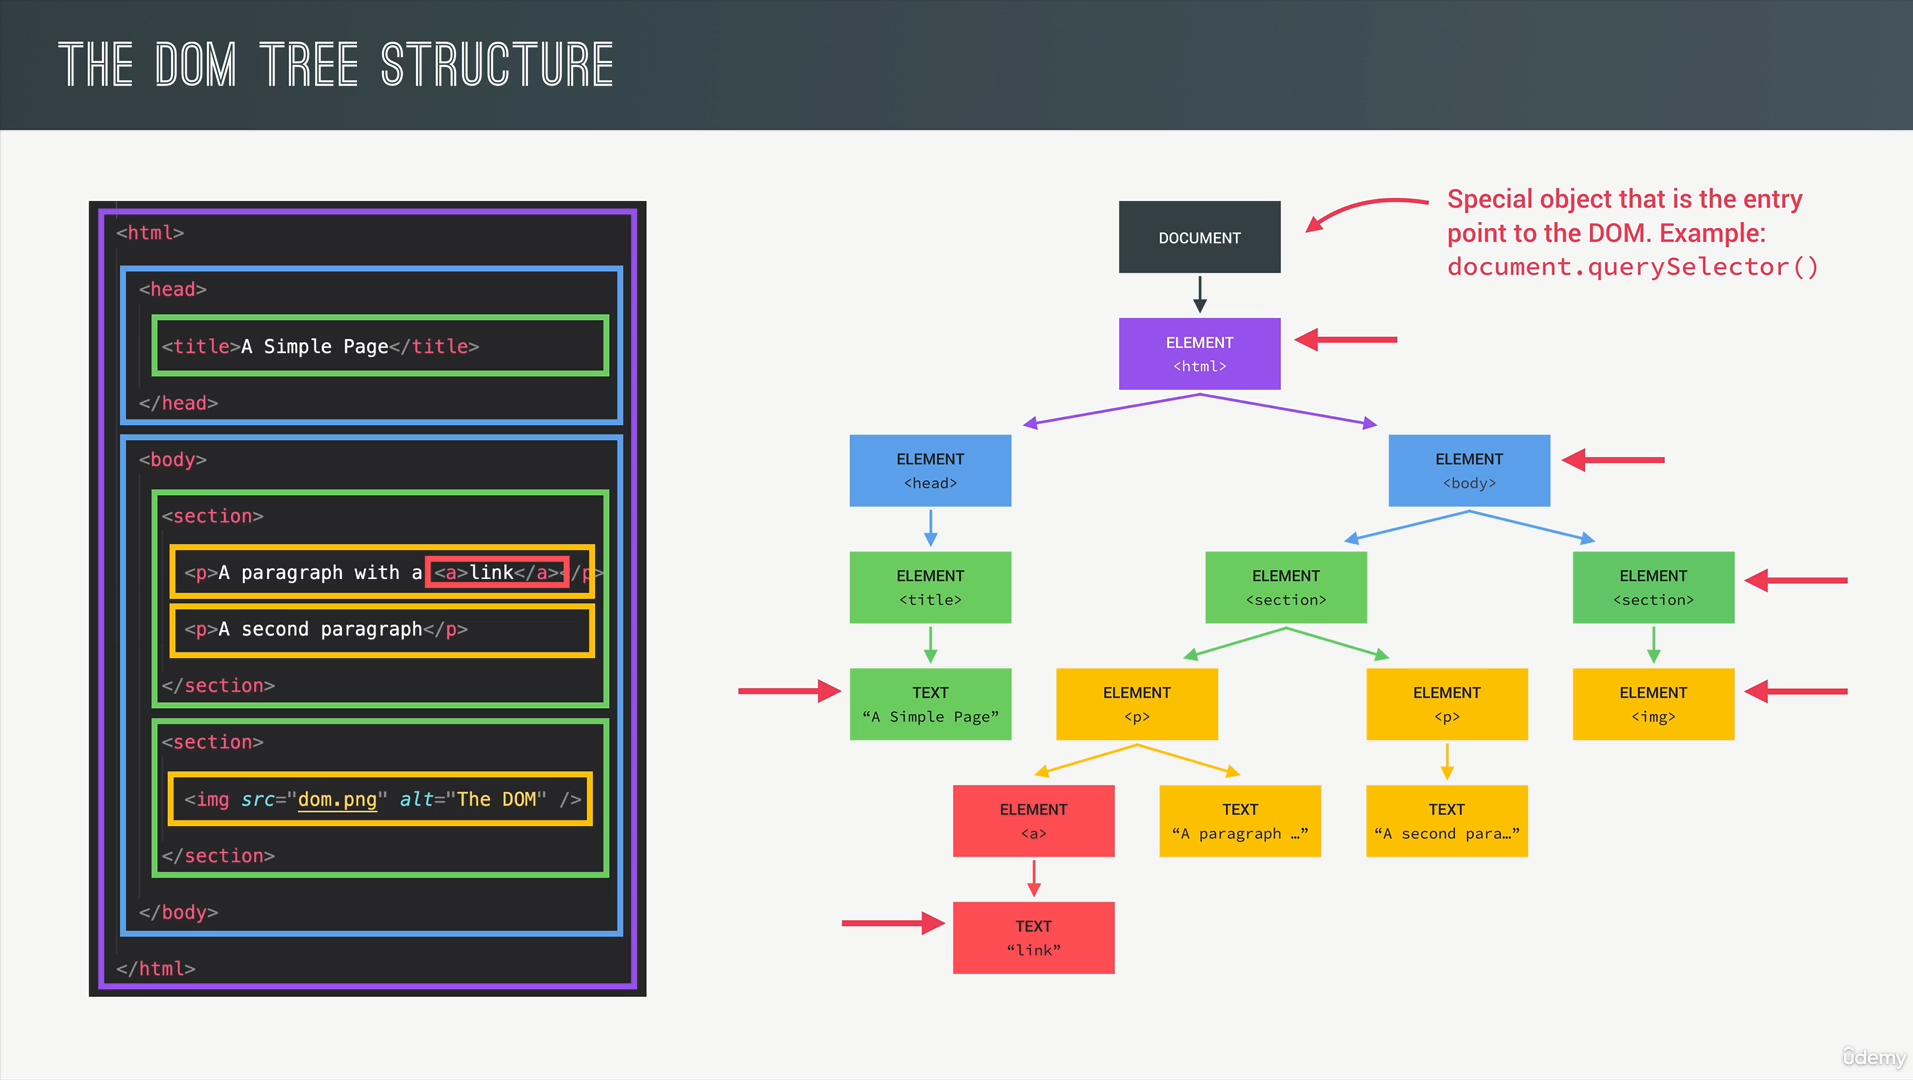 THE DOM TREE STRUCTURE
<html>
<head>
<title>A Simple Page</title>
</head>
<body>
<section>
<p>A paragraph with a <a>link</a></p>
<p>A second paragraph</p>
</section>
<section>
<img src="dom.png" alt="The DOM" />
</section>
</body>
</html>
Special object that is the entry
point to the DOM. Example:
document.querySelector()
DOCUMENT
ELEMENT
<html>
ELEMENT
<head>
ELEMENT
<body>
ELEMENT
<title>
ELEMENT
<section>
ELEMENT
<section>
TEXT
“A Simple Page”
ELEMENT
<p>
ELEMENT
<p>
ELEMENT
<img>
ELEMENT
<a>
TEXT
“A paragraph …”
TEXT
“A second para…”
TEXT
“link”
ûdemy